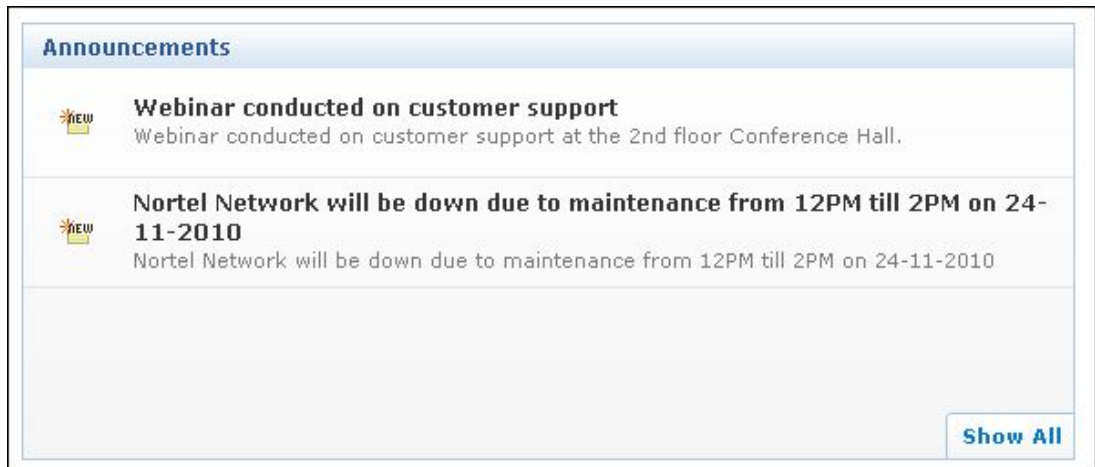 Announcements
NEW
Webinar conducted on customer support
Webinar conducted on customer support at the 2nd floor Conference Hall.
NEW
Nortel Network will be down due to maintenance from 12PM till 2PM on 24-
11-2010
Nortel Network will be down due to maintenance from 12PM till 2PM on 24-11-2010
Show All